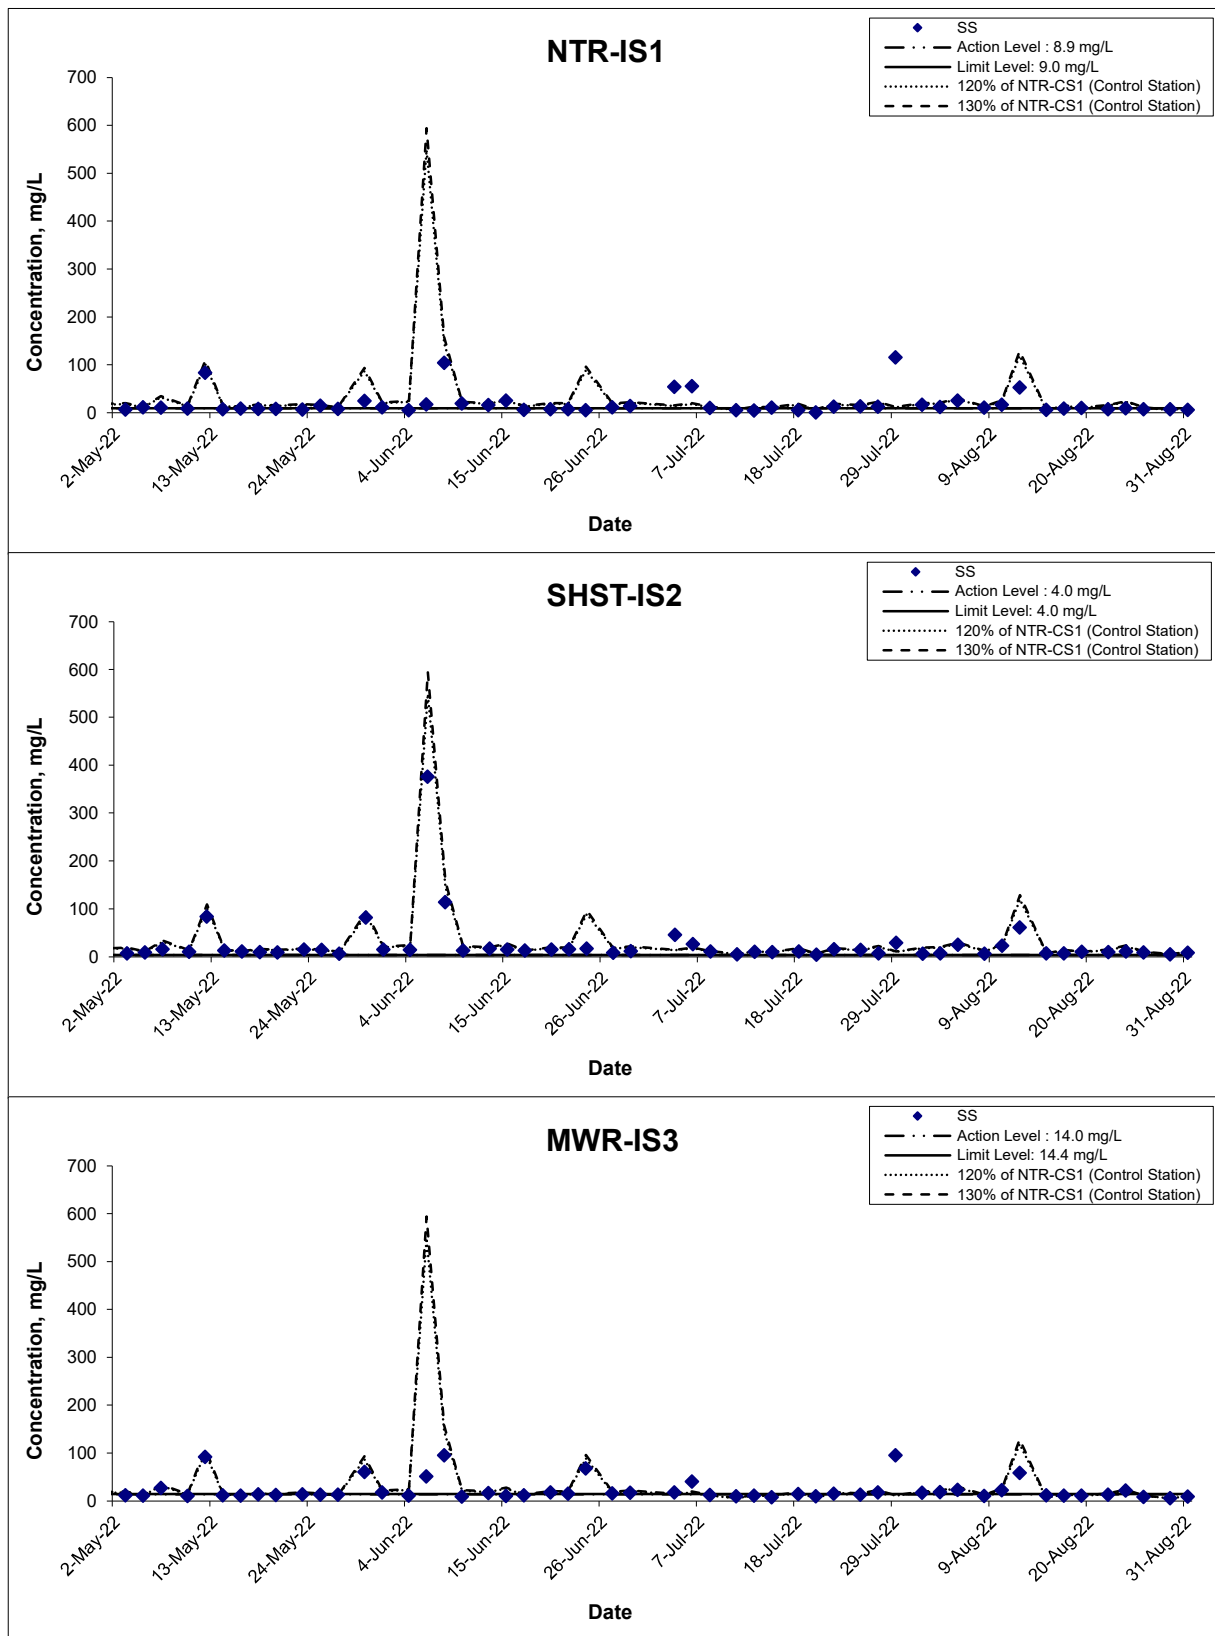 NTR-IS1
SS
Action Level : 8.9 mg/L
Limit Level: 9.0 mg/L
120% of NTR-CS1 (Control Station)
130% of NTR-CS1 (Control Station)
Concentration, mg/L
700
600
500
400
300
200
100
0
2-May-22
13-May-22
24-May-22
4-Jun-22
15-Jun-22
26-Jun-22
7-Jul-22
18-Jul-22
29-Jul-22
9-Aug-22
20-Aug-22
31-Aug-22
Date
SHST-IS2
SS
Action Level : 4.0 mg/L
Limit Level: 4.0 mg/L
120% of NTR-CS1 (Control Station)
130% of NTR-CS1 (Control Station)
Concentration, mg/L
700
600
500
400
300
200
100
0
2-May-22
13-May-22
24-May-22
4-Jun-22
15-Jun-22
26-Jun-22
7-Jul-22
18-Jul-22
29-Jul-22
9-Aug-22
20-Aug-22
31-Aug-22
Date
MWR-IS3
SS
Action Level : 14.0 mg/L
Limit Level: 14.4 mg/L
120% of NTR-CS1 (Control Station)
130% of NTR-CS1 (Control Station)
Concentration, mg/L
700
600
500
400
300
200
100
0
2-May-22
13-May-22
24-May-22
4-Jun-22
15-Jun-22
26-Jun-22
7-Jul-22
18-Jul-22
29-Jul-22
9-Aug-22
20-Aug-22
31-Aug-22
Date